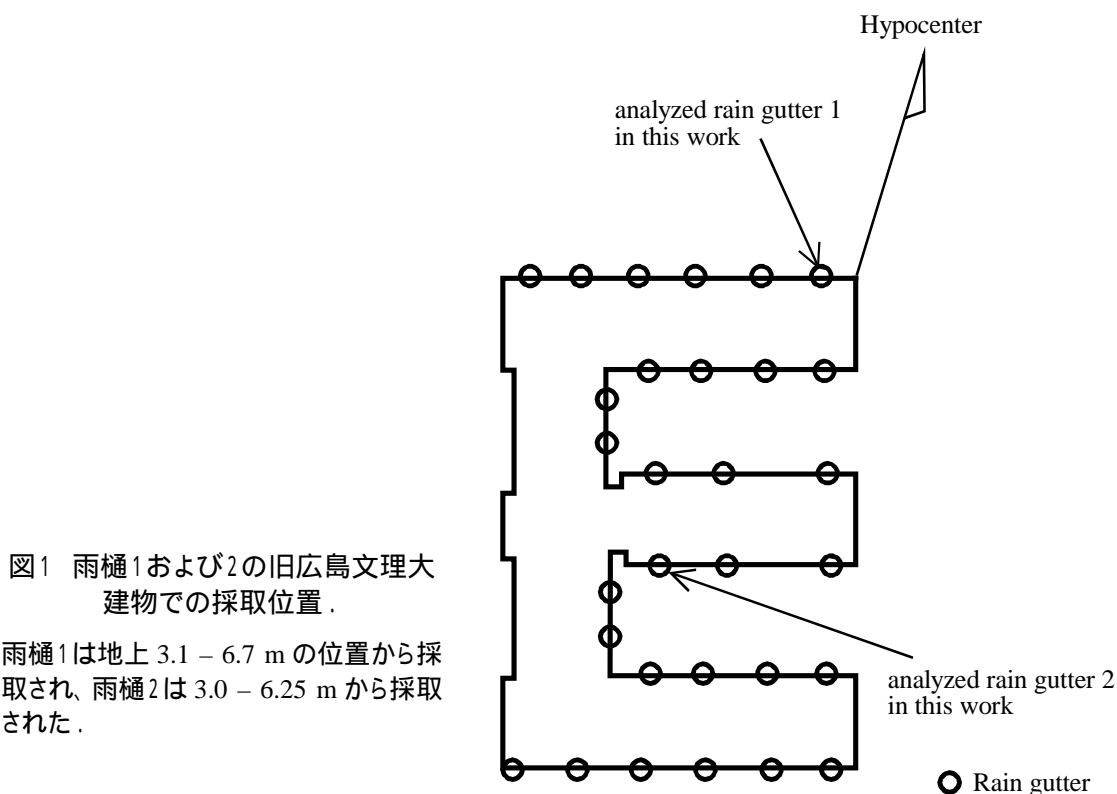 Hypocenter
analyzed rain gutter 1
in this work
図1 雨樋1および2の旧広島文理大
建物での採取位置.
雨樋1は地上 3.1 – 6.7 m の位置から採
取され、雨樋2は 3.0 – 6.25 m から採取
された.
analyzed rain gutter 2
in this work
Rain gutter